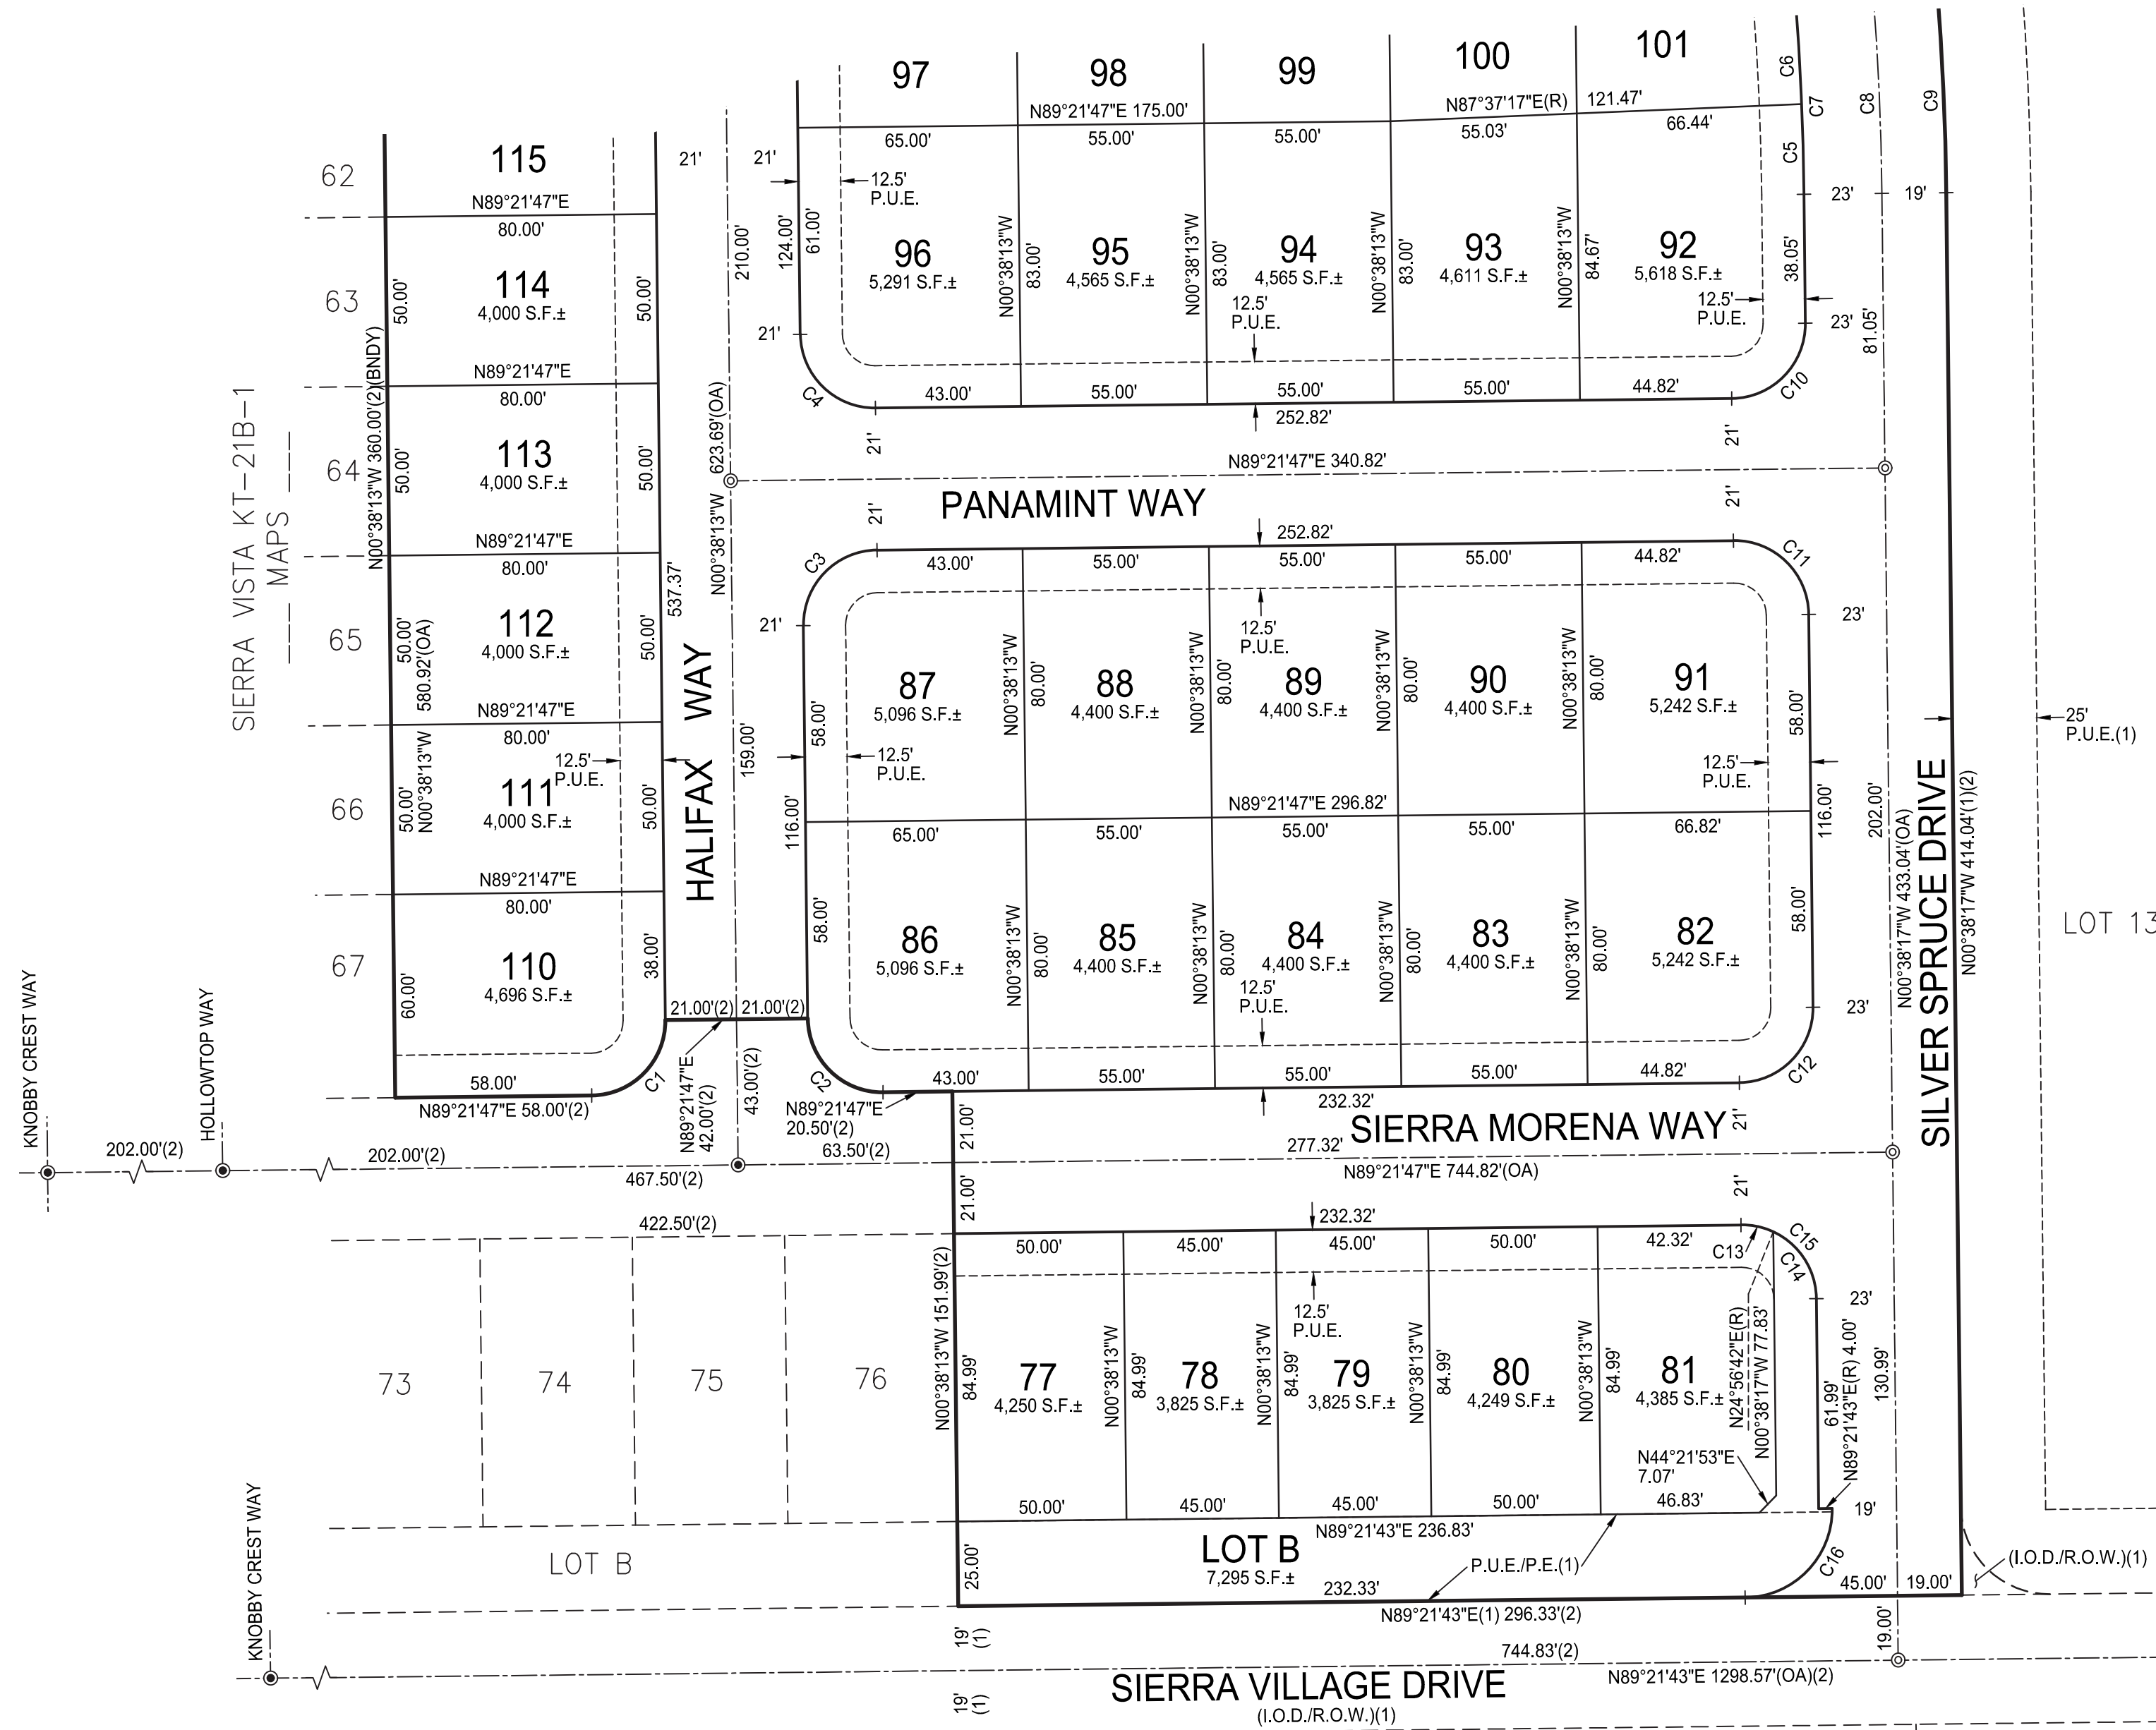 97
98
99
100
101
C6
C7
C8
C9
N89°21'47"E 175.00'
N87°37'17"E(R)
121.47'
65.00'
55.00'
55.00'
55.03'
66.44'
C5
62
115
21'
21'
12.5'
P.U.E.
23'
19'
N89°21'47"E
80.00'
210.00'
124.00'
61.00'
96
5,291 S.F.±
N00°38'13"W
83.00'
95
4,565 S.F.±
N00°38'13"W
83.00'
94
4,565 S.F.±
N00°38'13"W
83.00'
93
4,611 S.F.±
N00°38'13"W
84.67'
92
5,618 S.F.±
38.05'
63
50.00'
114
4,000 S.F.±
50.00'
12.5'
P.U.E.
12.5'
P.U.E.
21'
23'
81.05'
N00°38'13"W 360.00'(2)(BNDY)
N89°21'47"E
80.00'
623.69'(OA)
C4
43.00'
55.00'
55.00'
55.00'
44.82'
C10
252.82'
SIERRA VISTA KT-21B-1
MAPS
64
50.00'
113
4,000 S.F.±
50.00'
21'
21'
N89°21'47"E 340.82'
PANAMINT WAY
N00°38'13"W
21'
21'
252.82'
N89°21'47"E
80.00'
537.37'
C3
43.00'
55.00'
55.00'
55.00'
44.82'
C11
65
50.00'
580.92'(OA)
112
4,000 S.F.±
50.00'
21'
23'
12.5'
P.U.E.
87
5,096 S.F.±
N00°38'13"W
80.00'
88
4,400 S.F.±
N00°38'13"W
80.00'
89
4,400 S.F.±
N00°38'13"W
80.00'
90
4,400 S.F.±
N00°38'13"W
80.00'
91
5,242 S.F.±
58.00'
58.00'
N89°21'47"E
80.00'
12.5'
P.U.E.
159.00'
12.5'
P.U.E.
12.5'
P.U.E.
25'
P.U.E.(1)
66
50.00'
N00°38'13"W
111
4,000 S.F.±
50.00'
HALIFAX WAY
116.00'
N89°21'47"E 296.82'
65.00'
55.00'
55.00'
55.00'
66.82'
116.00'
202.00'
N00°38'17"W 433.04'(OA)
SILVER SPRUCE DRIVE
N00°38'17"W 414.04'(1)(2)
N89°21'47"E
80.00'
67
60.00'
110
4,696 S.F.±
38.00'
58.00'
86
5,096 S.F.±
N00°38'13"W
80.00'
85
4,400 S.F.±
N00°38'13"W
80.00'
84
4,400 S.F.±
N00°38'13"W
80.00'
83
4,400 S.F.±
N00°38'13"W
80.00'
82
5,242 S.F.±
58.00'
LOT 13
12.5'
P.U.E.
21.00'(2)
21.00'(2)
23'
KNOBBY CREST WAY
HOLLOWTOP WAY
58.00'
C1
N89°21'47"E 58.00'(2)
N89°21'47"E
42.00'(2)
43.00'(2)
C2
N89°21'47"E
20.50'(2)
43.00'
55.00'
55.00'
55.00'
44.82'
C12
232.32'
21.00'
SIERRA MORENA WAY
21'
202.00'(2)
202.00'(2)
63.50'(2)
277.32'
467.50'(2)
N89°21'47"E 744.82'(OA)
21.00'
21'
422.50'(2)
232.32'
50.00'
45.00'
45.00'
50.00'
42.32'
C13
C15
C14
23'
12.5'
P.U.E.
N00°38'13"W 151.99'(2)
73
74
75
76
84.99'
77
4,250 S.F.±
N00°38'13"W
84.99'
78
3,825 S.F.±
N00°38'13"W
84.99'
79
3,825 S.F.±
N00°38'13"W
84.99'
80
4,249 S.F.±
N00°38'13"W
84.99'
81
4,385 S.F.±
N24°56'42"E(R)
N00°38'17"W 77.83'
61.99'
N89°21'43"E(R) 4.00'
130.99'
N44°21'53"E
7.07'
50.00'
45.00'
45.00'
50.00'
46.83'
19'
N89°21'43"E 236.83'
KNOBBY CREST WAY
LOT B
25.00'
LOT B
7,295 S.F.±
P.U.E./P.E.(1)
232.33'
C16
45.00'
19.00'
(I.O.D./R.O.W.)(1)
N89°21'43"E(1) 296.33'(2)
19'
(1)
19.00'
744.83'(2)
N89°21'43"E 1298.57'(OA)(2)
SIERRA VILLAGE DRIVE
(I.O.D./R.O.W.)(1)
19'
(1)